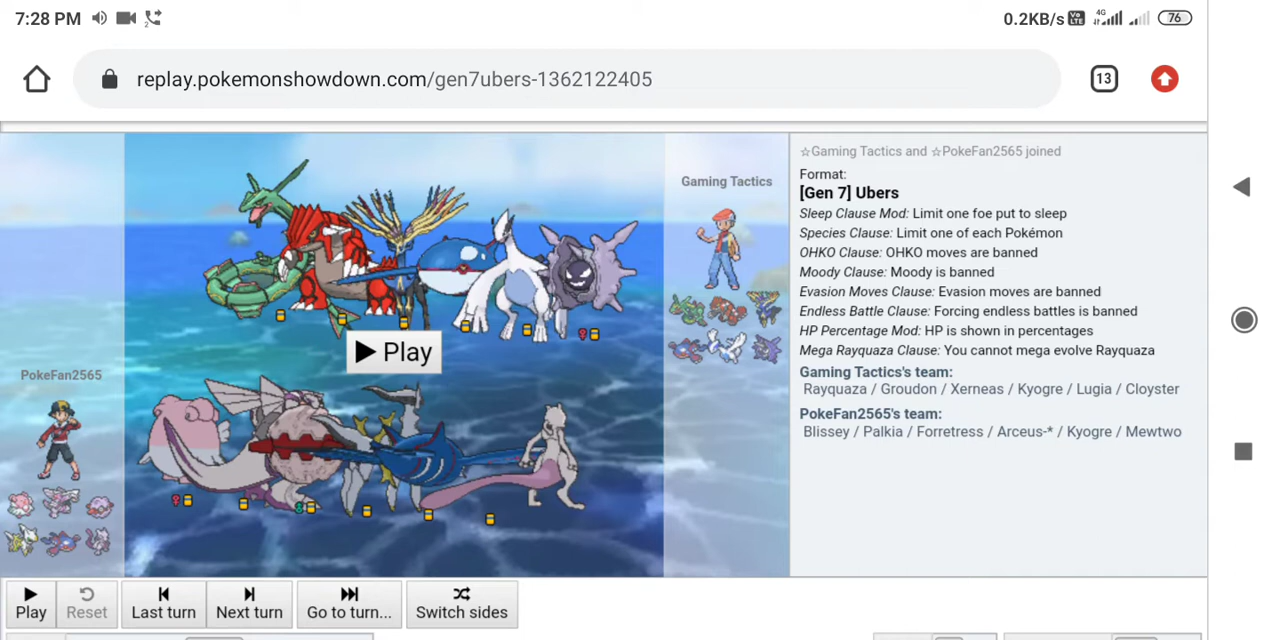 7:28 PM
2
0.2KB/s
Vo
LTE
4G
76
replay.pokemonshowdown.com/gen7ubers-1362122405
13
☆Gaming Tactics and ☆PokeFan2565 joined
Format:
[Gen 7] Ubers
Sleep Clause Mod: Limit one foe put to sleep
Species Clause: Limit one of each Pokémon
OHKO Clause: OHKO moves are banned
Moody Clause: Moody is banned
Evasion Moves Clause: Evasion moves are banned
Endless Battle Clause: Forcing endless battles is banned
HP Percentage Mod: HP is shown in percentages
Mega Rayquaza Clause: You cannot mega evolve Rayquaza
Gaming Tactics's team:
Rayquaza / Groudon / Xerneas / Kyogre / Lugia / Cloyster
PokeFan2565's team:
Blissey / Palkia / Forretress / Arceus-* / Kyogre / Mewtwo
Gaming Tactics
Play
PokeFan2565
Play
Reset
Last turn
Next turn
Go to turn...
Switch sides